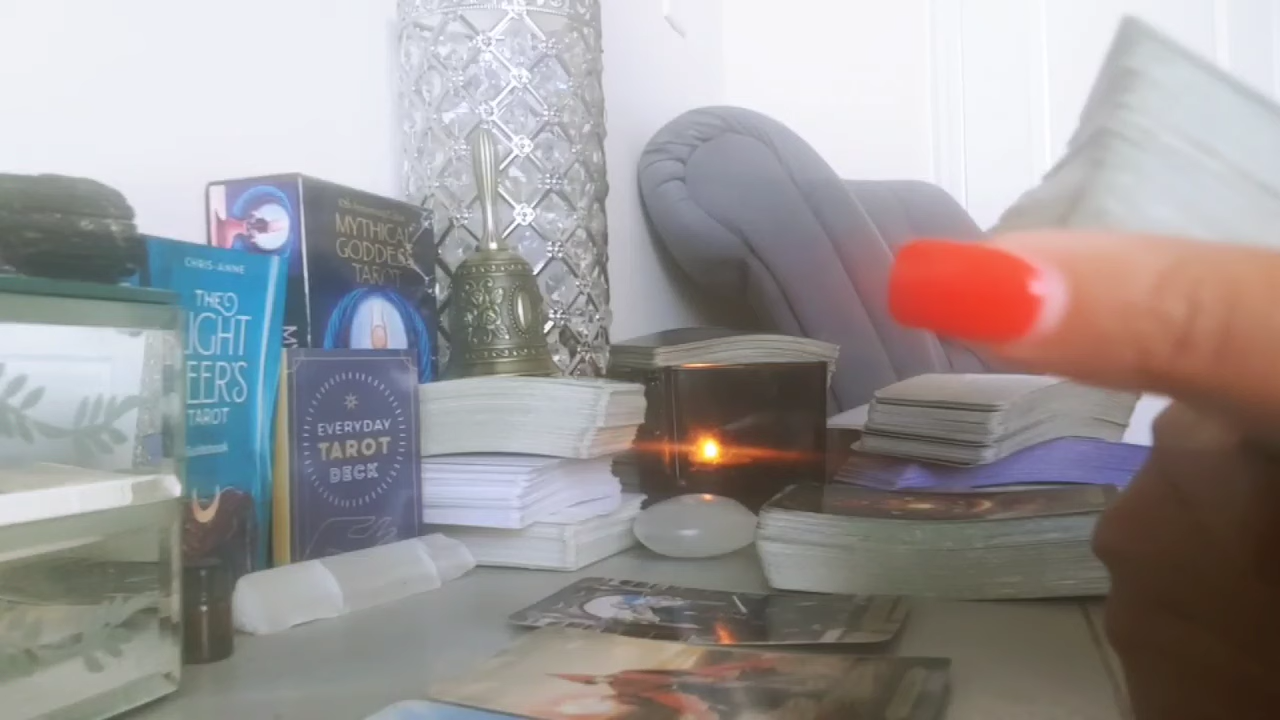 CHRIS-ANNE
THE
LIGHT
SEER'S
TAROT
MYTHICAL
GODDESS
TAROT
EVERYDAY
TAROT
DECK